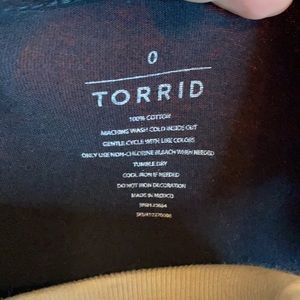 0
TORRID
100% COTTON
MACHINE WASH COLD INSIDE OUT
GENTLE CYCLE WITH LIKE COLORS
ONLY USE NON-CHLORINE BLEACH WHEN NEEDED
TUMBLE DRY
COOL IRON IF NEEDED
DO NOT IRON DECORATION
MADE IN MEXICO